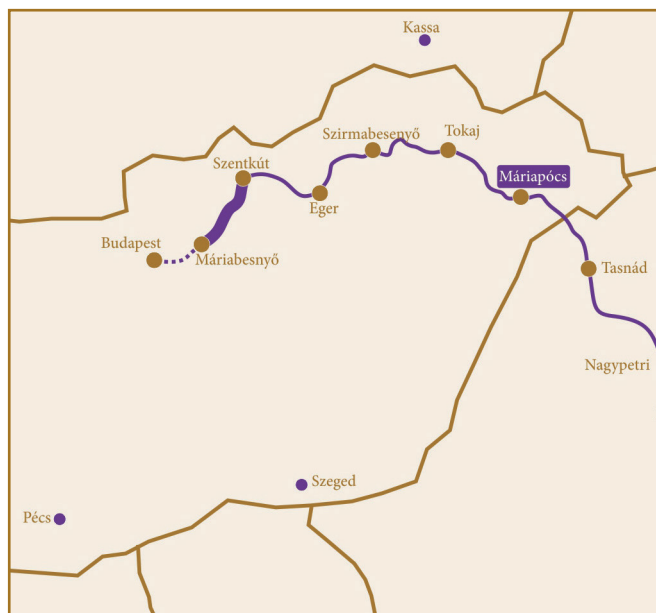 Kassa
Szirmabesenyő
Tokaj
Szentkút
Máriapócs
Eger
Budapest
Máriabesnyő
Tasnád
Nagypetri
Szeged
Pécs